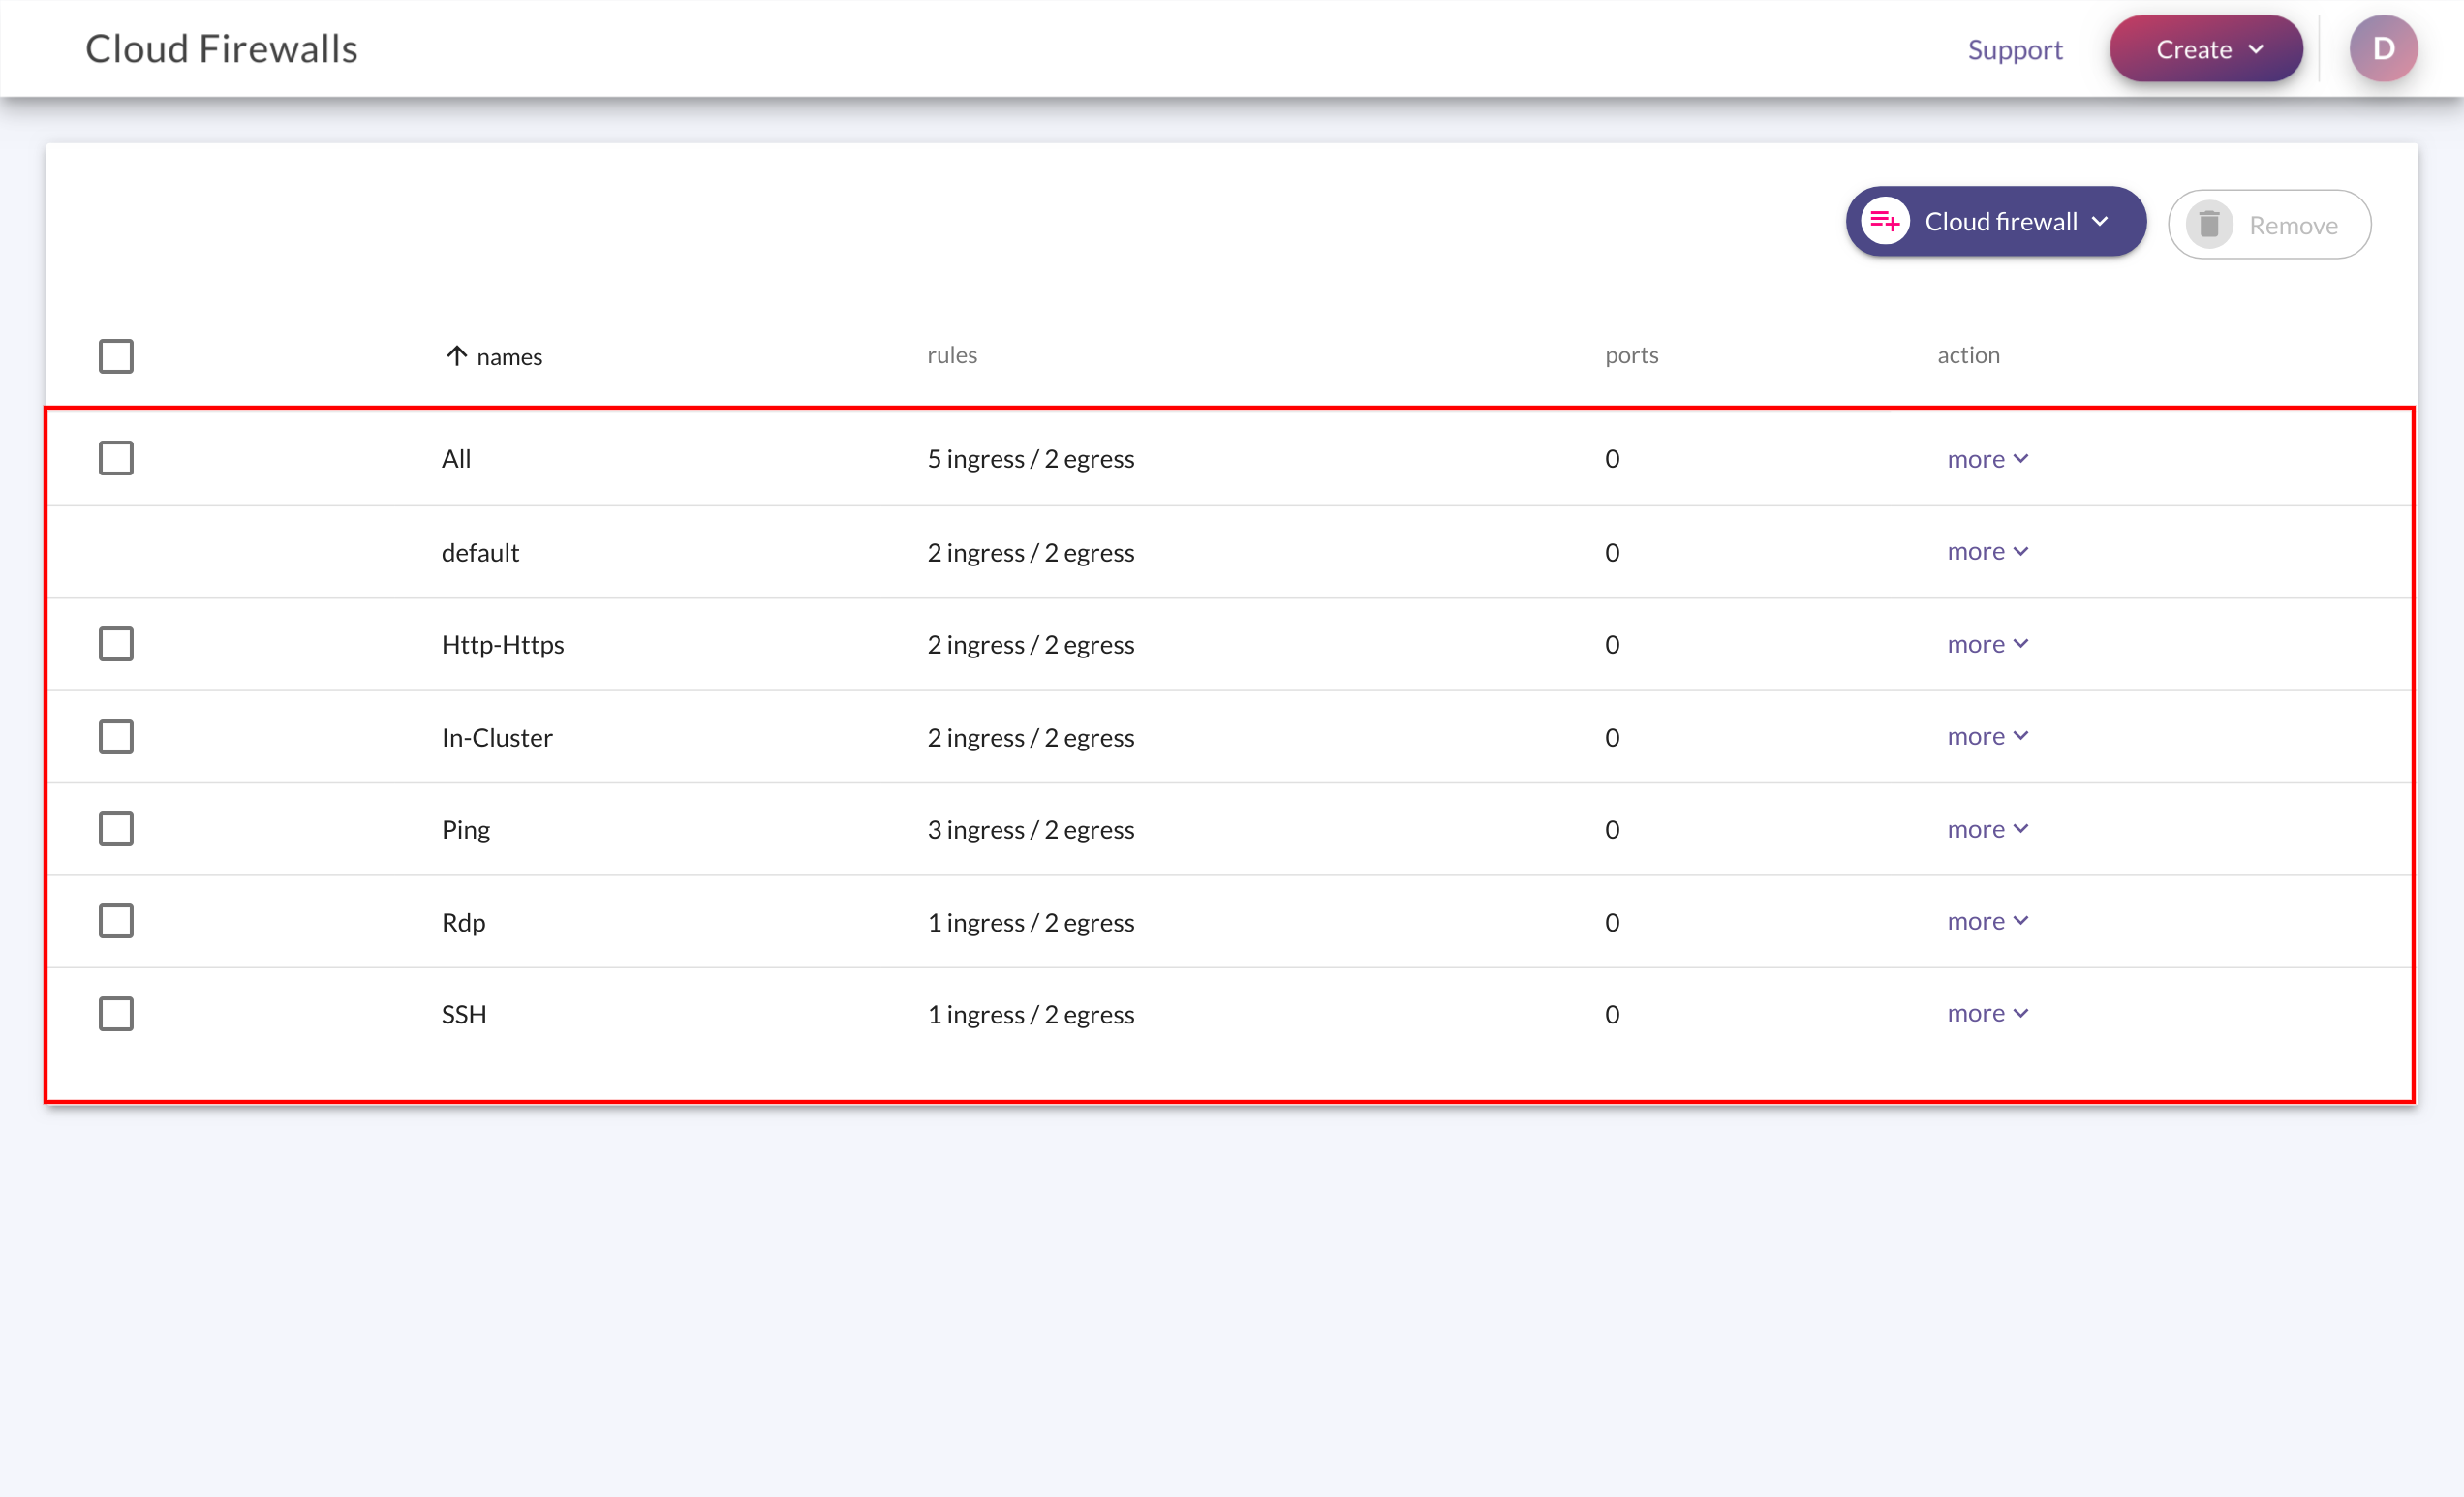 Cloud Firewalls
Support
Create
D
Cloud firewall
Remove
names rules ports action
All 5 ingress / 2 egress 0 more
default 2 ingress / 2 egress 0 more
Http-Https 2 ingress / 2 egress 0 more
In-Cluster 2 ingress / 2 egress 0 more
Ping 3 ingress / 2 egress 0 more
Rdp 1 ingress / 2 egress 0 more
SSH 1 ingress / 2 egress 0 more